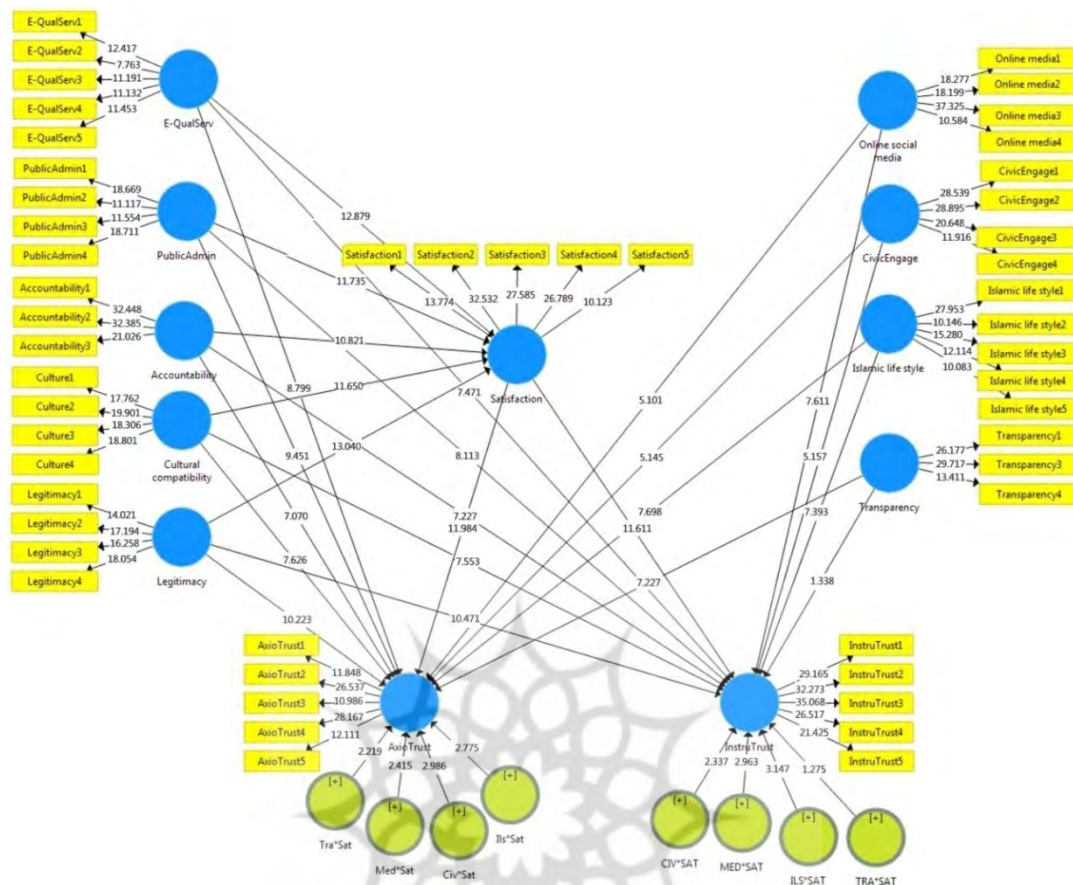 E-QualServ1
E-QualServ2
E-QualServ3
E-QualServ4
E-QualServ5
12.417
7.763
11.191
11.132
11.453
E-QualServ
PublicAdmin1
PublicAdmin2
PublicAdmin3
PublicAdmin4
18.669
11.117
11.554
18.711
PublicAdmin
Accountability1
Accountability2
Accountability3
32.448
32.385
21.026
Accountability
Culture1
Culture2
Culture3
Culture4
17.762
19.901
18.306
18.801
Cultural
compatibility
Legitimacy1
Legitimacy2
Legitimacy3
Legitimacy4
14.021
17.194
16.258
18.054
Legitimacy
Satisfaction1
Satisfaction2
Satisfaction3
Satisfaction4
Satisfaction5
13.774
32.532
27.585
26.789
10.123
Satisfaction
12.879
11.735
10.821
11.650
13.040
8.799
9.451
7.070
7.626
10.223
7.471
8.113
7.227
7.553
10.471
11.984
11.611
5.101
5.145
7.698
7.227
7.611
5.157
7.393
1.338
Online media1
Online media2
Online media3
Online media4
18.277
18.199
37.325
10.584
Online social
media
CivicEngage1
CivicEngage2
CivicEngage3
CivicEngage4
28.539
28.895
20.648
11.916
CivicEngage
Islamic life style1
Islamic life style2
Islamic life style3
Islamic life style4
Islamic life style5
27.953
10.146
15.280
12.114
10.083
Islamic life style
Transparency1
Transparency3
Transparency4
26.177
29.717
13.411
Transparency
AxioTrust1
AxioTrust2
AxioTrust3
AxioTrust4
AxioTrust5
11.848
26.537
10.986
28.167
12.111
AxioTrust
2.219
2.415
2.986
2.775
[+]
[+]
[+]
[+]
Tra*Sat
Med*Sat
Civ*Sat
Ils*Sat
InstruTrust1
InstruTrust2
InstruTrust3
InstruTrust4
InstruTrust5
29.165
32.273
35.068
26.517
21.425
InstruTrust
2.337
2.963
3.147
1.275
[+]
[+]
[+]
[+]
CIV*SAT
MED*SAT
ILS*SAT
TRA*SAT